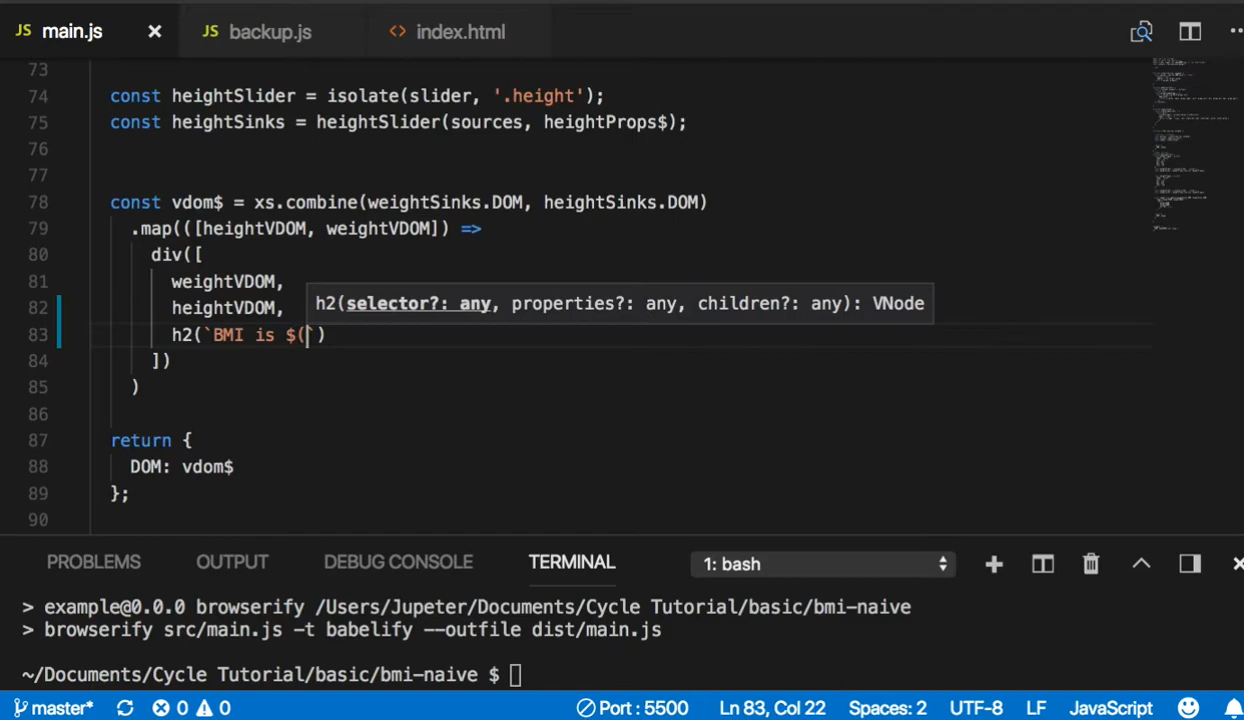 JS main.js × JS backup.js <> index.html
73
74 const heightSlider = isolate(slider, '.height');
75 const heightSinks = heightSlider(sources, heightProps$);
76
77
78 const vdom$ = xs.combine(weightSinks.DOM, heightSinks.DOM)
79 .map(([heightVDOM, weightVDOM]) =>
80 div([
81 weightVDOM,
82 heightVDOM,
h2(selector?: any, properties?: any, children?: any): VNode
83 h2(`BMI is $(`)
84 ])
85 )
86
87 return {
88 DOM: vdom$
89 };
90
PROBLEMS OUTPUT DEBUG CONSOLE TERMINAL 1: bash
> example@0.0.0 browserify /Users/Jupeter/Documents/Cycle Tutorial/basic/bmi-naive
> browserify src/main.js -t babelify --outfile dist/main.js
~/Documents/Cycle Tutorial/basic/bmi-naive $
master* 0 0 Port : 5500 Ln 83, Col 22 Spaces: 2 UTF-8 LF JavaScript